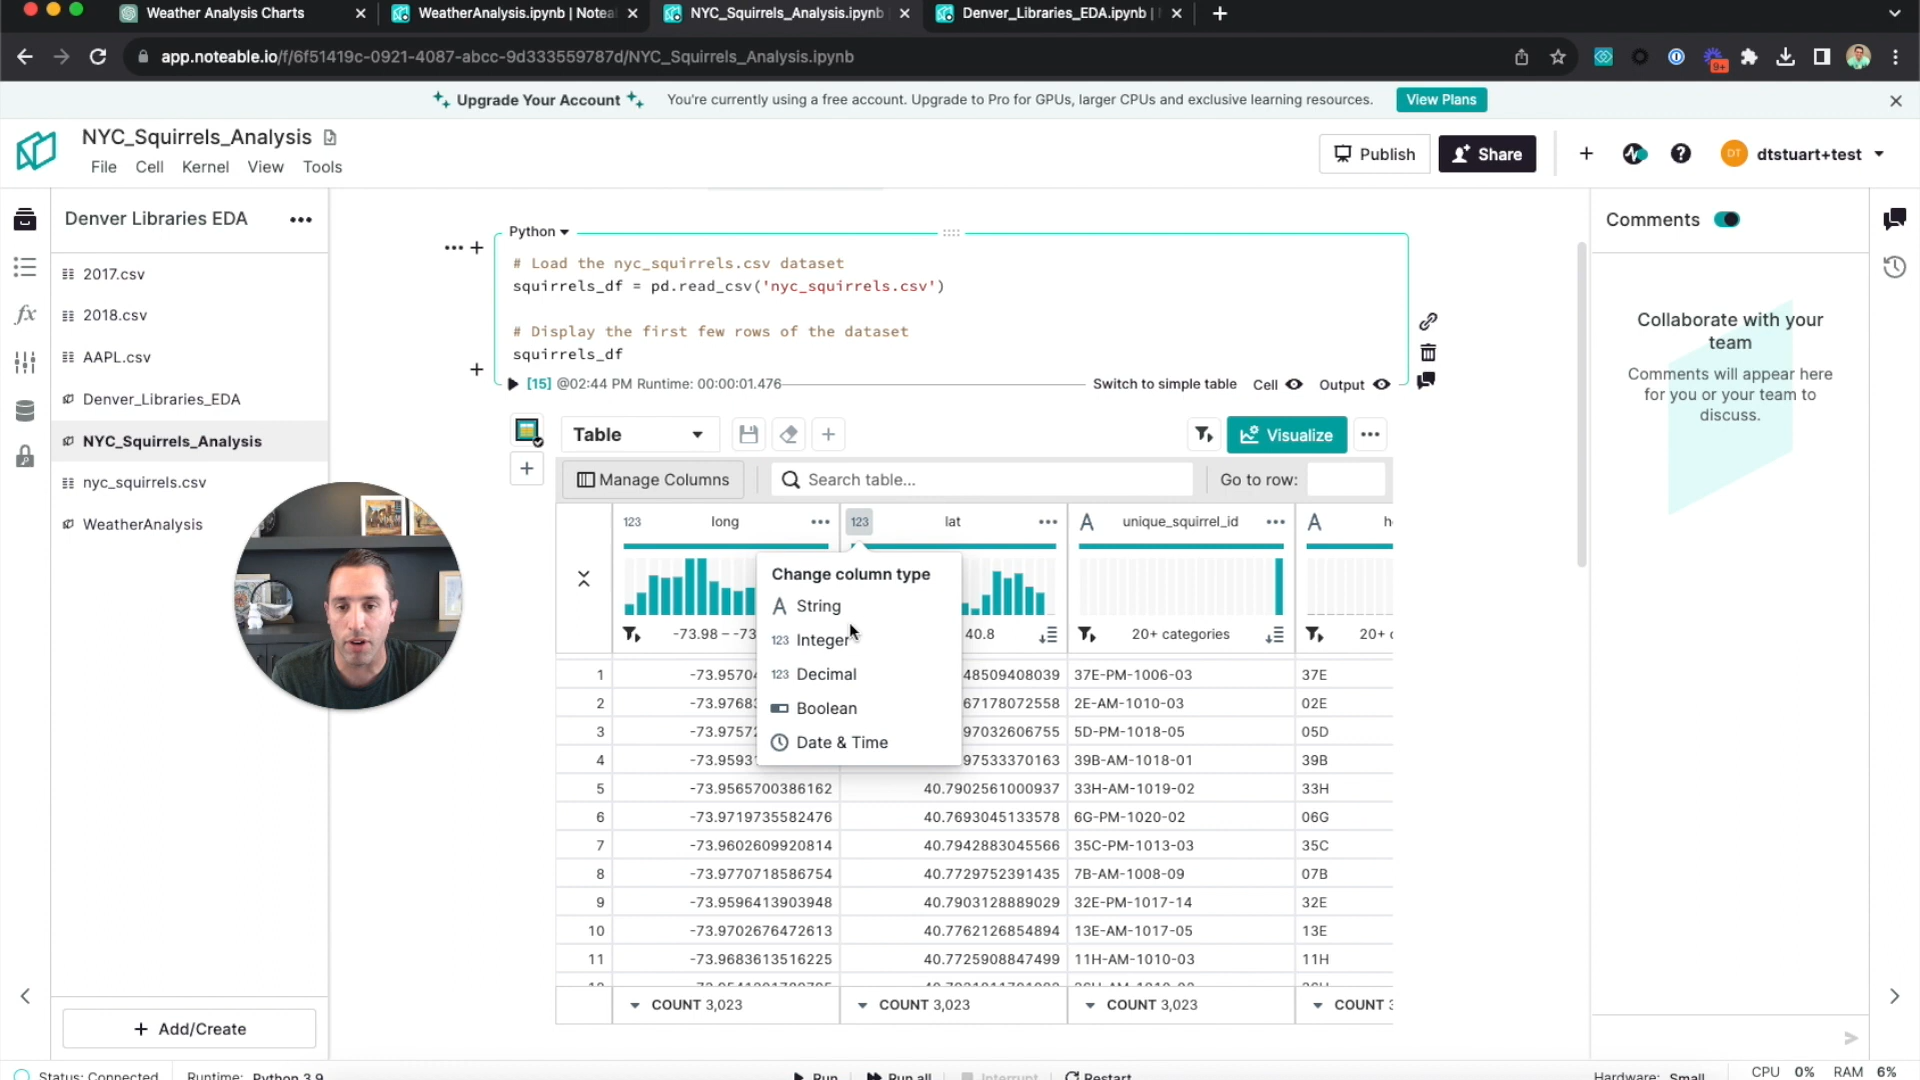 Weather Analysis Charts
WeatherAnalysis.ipynb | Notea
NYC_Squirrels_Analysis.ipynb
Denver_Libraries_EDA.ipynb |
app.noteable.io/f/6f51419c-0921-4087-abcc-9d333559787d/NYC_Squirrels_Analysis.ipynb
9+
Upgrade Your Account
You're currently using a free account. Upgrade to Pro for GPUs, larger CPUs and exclusive learning resources.
View Plans
NYC_Squirrels_Analysis
File Cell Kernel View Tools
Publish
Share
DT
dtstuart+test
Denver Libraries EDA
2017.csv
2018.csv
AAPL.csv
Denver_Libraries_EDA
NYC_Squirrels_Analysis
nyc_squirrels.csv
WeatherAnalysis
Add/Create
Python
# Load the nyc_squirrels.csv dataset
squirrels_df = pd.read_csv('nyc_squirrels.csv')
# Display the first few rows of the dataset
squirrels_df
[15] @02:44 PM Runtime: 00:00:01.476
Switch to simple table
Cell
Output
Table
Visualize
Manage Columns
Search table...
Go to row:
123 long
123 lat
A unique_squirrel_id
A h
-73.98 – -73
40.8
20+ categories
20+ c
Change column type
A String
123 Integer
123 Decimal
Boolean
Date & Time
1 -73.95704 48509408039 37E-PM-1006-03 37E
2 -73.97683 67178072558 2E-AM-1010-03 02E
3 -73.97572 97032606755 5D-PM-1018-05 05D
4 -73.9593 97533370163 39B-AM-1018-01 39B
5 -73.9565700386162 40.7902561000937 33H-AM-1019-02 33H
6 -73.9719735582476 40.7693045133578 6G-PM-1020-02 06G
7 -73.9602609920814 40.7942883045566 35C-PM-1013-03 35C
8 -73.9770718586754 40.7729752391435 7B-AM-1008-09 07B
9 -73.9596413903948 40.7903128889029 32E-PM-1017-14 32E
10 -73.9702676472613 40.7762126854894 13E-AM-1017-05 13E
11 -73.9683613516225 40.7725908847499 11H-AM-1010-03 11H
COUNT 3,023
COUNT 3,023
COUNT 3,023
COUNT 3
Comments
Collaborate with your
team
Comments will appear here
for you or your team to
discuss.
Status: Connected
Runtime: Python 3.9
Run
Run all
Interrupt
Restart
Hardware: Small
CPU 0%
RAM 6%